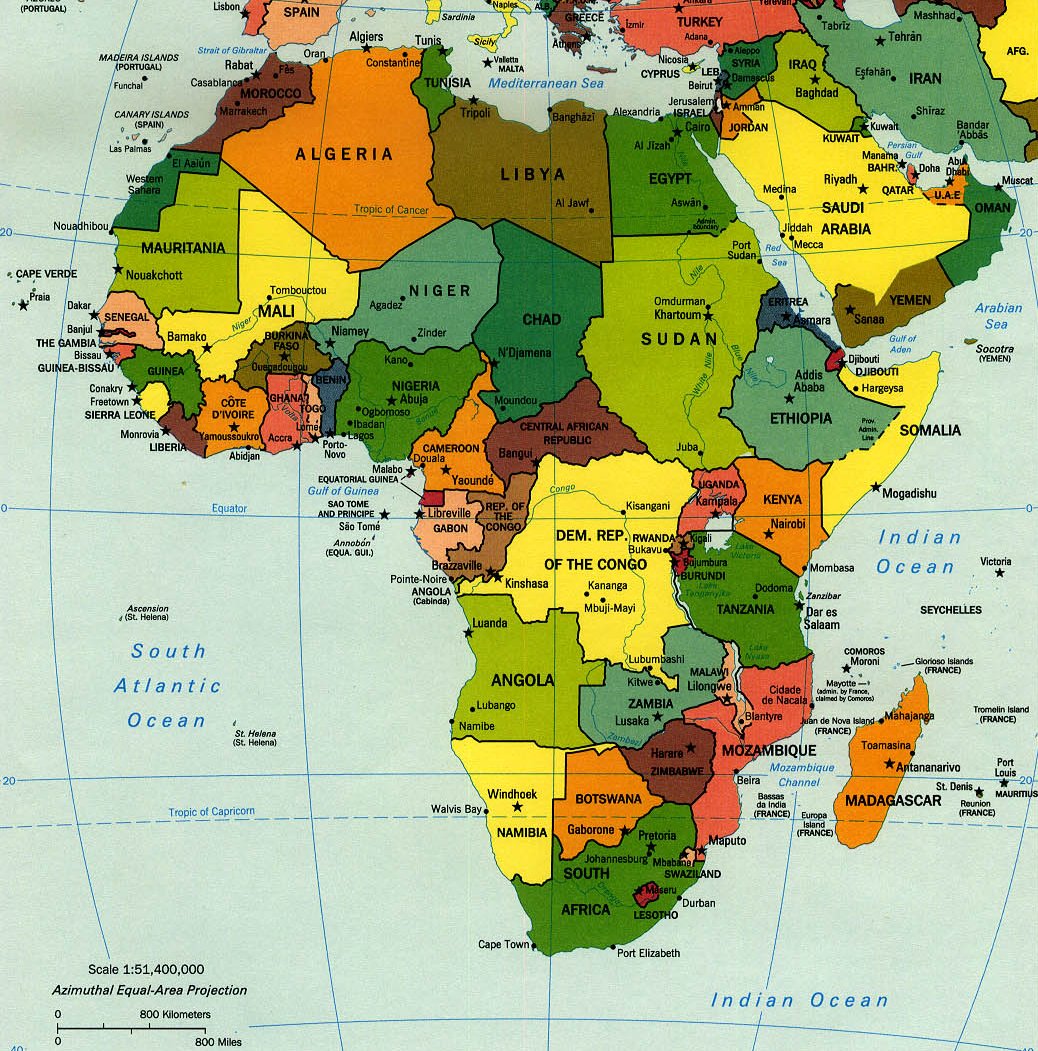 (PORTUGAL)
Lisbon
SPAIN
Sardinia
Naples
ALB.
GREECE
Athens
İzmir
Ankara
TURKEY
Adana
Yerevan
Tabrīz
Mashhad
Tehrān
AFG.
Strait of Gibraltar
Oran
Algiers
Constantine
Tunis
Sicily
Valletta
MALTA
Mediterranean Sea
Nicosia
CYPRUS
Aleppo
SYRIA
LEB.
Beirut
Damascus
IRAQ
Baghdad
Eşfahān
IRAN
Shīrāz
Bandar
'Abbās
MADEIRA ISLANDS
(PORTUGAL)
Funchal
Rabat
Fès
Casablanca
MOROCCO
Marrakech
TUNISIA
Tripoli
Banghāzī
Alexandria
Jerusalem
ISRAEL
Amman
JORDAN
Cairo
Al Jīzah
KUWAIT
Kuwait
Persian
Gulf
Manama
BAHR.
Doha
QATAR
Abu
Dhabi
U.A.E
Muscat
OMAN
CANARY ISLANDS
(SPAIN)
Las Palmas
El Aaiún
Western
Sahara
ALGERIA
LIBYA
Al Jawf
EGYPT
Nile
Aswān
Admin.
boundary
Medina
Riyadh
SAUDI
ARABIA
Jiddah
Mecca
Tropic of Cancer
20
20
Nouadhibou
MAURITANIA
Nouakchott
CAPE VERDE
Praia
Tombouctou
MALI
Niger
Bamako
NIGER
Agadez
Zinder
Niamey
CHAD
N'Djamena
Moundou
Port
Sudan
Red
Sea
Nile
Omdurman
Khartoum
SUDAN
White Nile
Blue
Nile
Juba
ERITREA
Asmara
YEMEN
Sanaa
Arabian
Sea
Gulf of
Aden
Socotra
(YEMEN)
Djibouti
DJIBOUTI
Hargeysa
Dakar
SENEGAL
Banjul
THE GAMBIA
Bissau
GUINEA-BISSAU
GUINEA
Conakry
Freetown
SIERRA LEONE
Monrovia
LIBERIA
BURKINA
FASO
Ouagadougou
CÔTE
D'IVOIRE
Yamoussoukro
Abidjan
GHANA
Volta
Accra
TOGO
Lomé
BENIN
Porto-
Novo
Kano
NIGERIA
Abuja
Ogbomoso
Ibadan
Lagos
Benue
Addis
Ababa
ETHIOPIA
Prov.
Admin.
Line
SOMALIA
Mogadishu
CENTRAL AFRICAN
REPUBLIC
Bangui
CAMEROON
Douala
Yaoundé
Malabo
EQUATORIAL GUINEA
Gulf of Guinea
SAO TOME
AND PRINCIPE
São Tomé
Annobón
(EQUA. GUI.)
Libreville
GABON
REP. OF
THE
CONGO
Brazzaville
Pointe-Noire
ANGOLA
(Cabinda)
Equator
0
0
Congo
Kisangani
DEM. REP.
OF THE CONGO
Kinshasa
Kananga
Mbuji-Mayi
UGANDA
Kampala
KENYA
Nairobi
Mombasa
RWANDA
Kigali
Bukavu
Bujumbura
BURUNDI
Lake
Victoria
Lake
Tanganyika
Dodoma
TANZANIA
Zanzibar
Dar es
Salaam
Indian
Ocean
Victoria
SEYCHELLES
Ascension
(St. Helena)
South
Atlantic
Ocean
St. Helena
(St. Helena)
Luanda
ANGOLA
Lubango
Namibe
Lubumbashi
Kitwe
ZAMBIA
Lusaka
Zambezi
MALAWI
Lilongwe
Lake
Nyasa
Blantyre
Cidade
de Nacala
MOZAMBIQUE
COMOROS
Moroni
Mayotte
(admin. by France,
claimed by Comoros)
Glorioso Islands
(FRANCE)
Juan de Nova Island
(FRANCE)
Tromelin Island
(FRANCE)
Mahajanga
Toamasina
Antananarivo
MADAGASCAR
Mozambique
Channel
Harare
ZIMBABWE
Beira
Bassas
da India
(FRANCE)
Europa
Island
(FRANCE)
Port
Louis
MAURITIUS
St. Denis
Reunion
(FRANCE)
20
Tropic of Capricorn
Walvis Bay
Windhoek
NAMIBIA
BOTSWANA
Gaborone
Pretoria
Johannesburg
Mbabane
SWAZILAND
Maputo
SOUTH
AFRICA
Orange
Maseru
LESOTHO
Durban
Cape Town
Port Elizabeth
Indian Ocean
Scale 1:51,400,000
Azimuthal Equal-Area Projection
0
800 Kilometers
0
800 Miles
40